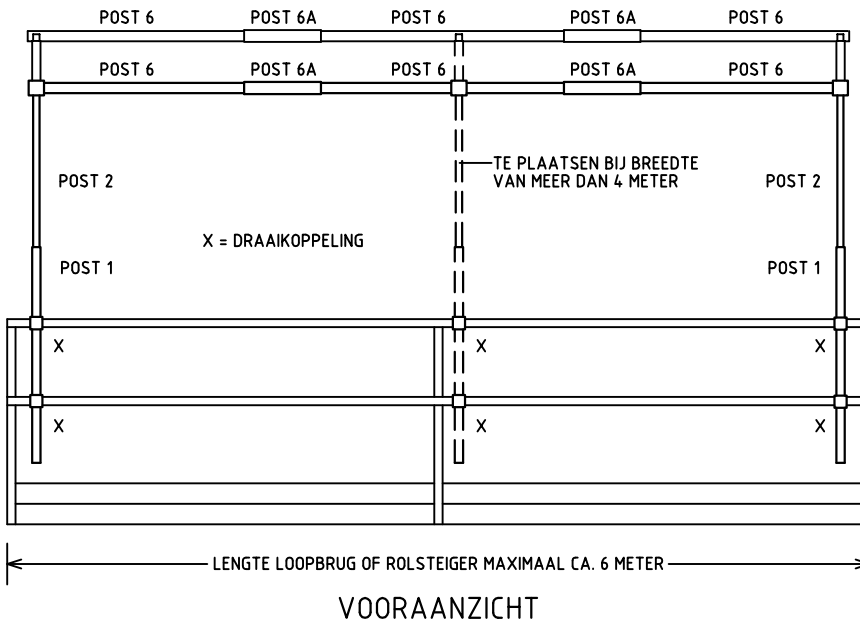 POST 6 POST 6A POST 6 POST 6A POST 6
POST 6 POST 6A POST 6 POST 6A POST 6
TE PLAATSEN BIJ BREEDTE
VAN MEER DAN 4 METER
POST 2 POST 2
X = DRAAIKOPPELING
POST 1 POST 1
X X X
X X X
LENGTE LOOPBRUG OF ROLSTEIGER MAXIMAAL CA. 6 METER
VOORAANZICHT